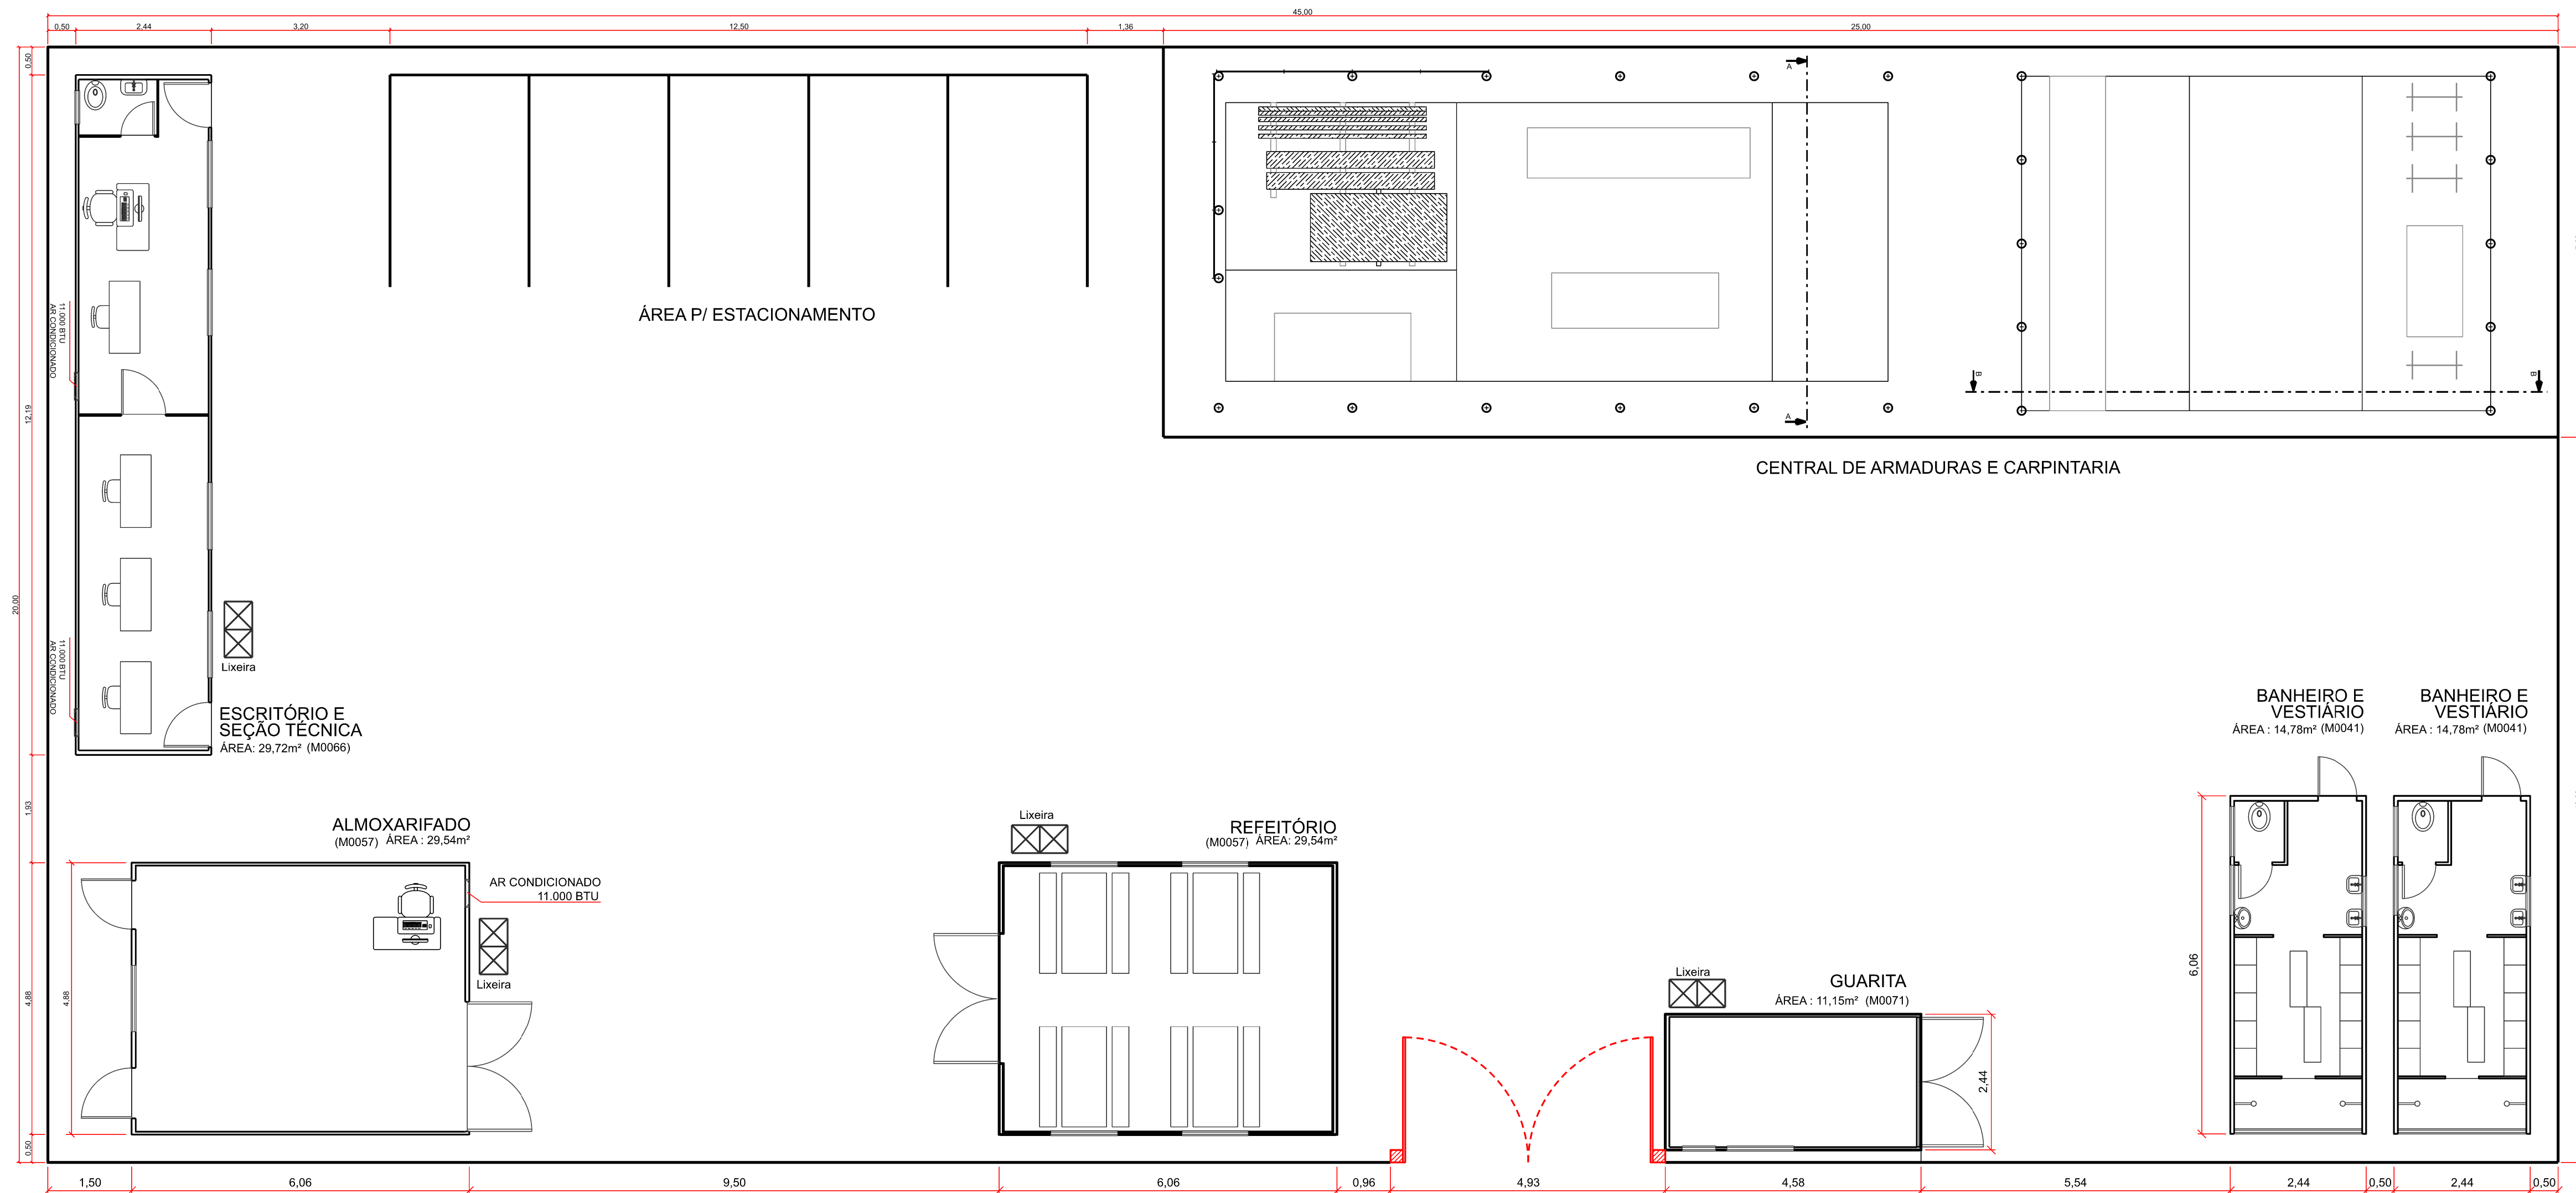 45,00
0,50
2,44
3,20
12,50
1,36
25,00
0,50
12,19
20,00
1,93
4,88
4,88
0,50
A
A
B
B
11.000 BTU
AR CONDICIONADO
ÁREA P/ ESTACIONAMENTO
CENTRAL DE ARMADURAS E CARPINTARIA
11.000 BTU
AR CONDICIONADO
Lixeira
ESCRITÓRIO E
SEÇÃO TÉCNICA
ÁREA: 29,72m² (M0066)
BANHEIRO E
VESTIÁRIO
ÁREA : 14,78m² (M0041)
BANHEIRO E
VESTIÁRIO
ÁREA : 14,78m² (M0041)
ALMOXARIFADO
(M0057) ÁREA : 29,54m²
AR CONDICIONADO
11.000 BTU
Lixeira
Lixeira
REFEITÓRIO
(M0057) ÁREA: 29,54m²
Lixeira
GUARITA
ÁREA : 11,15m² (M0071)
2,44
6,06
1,50
6,06
9,50
6,06
0,96
4,93
4,58
5,54
2,44
0,50
2,44
0,50